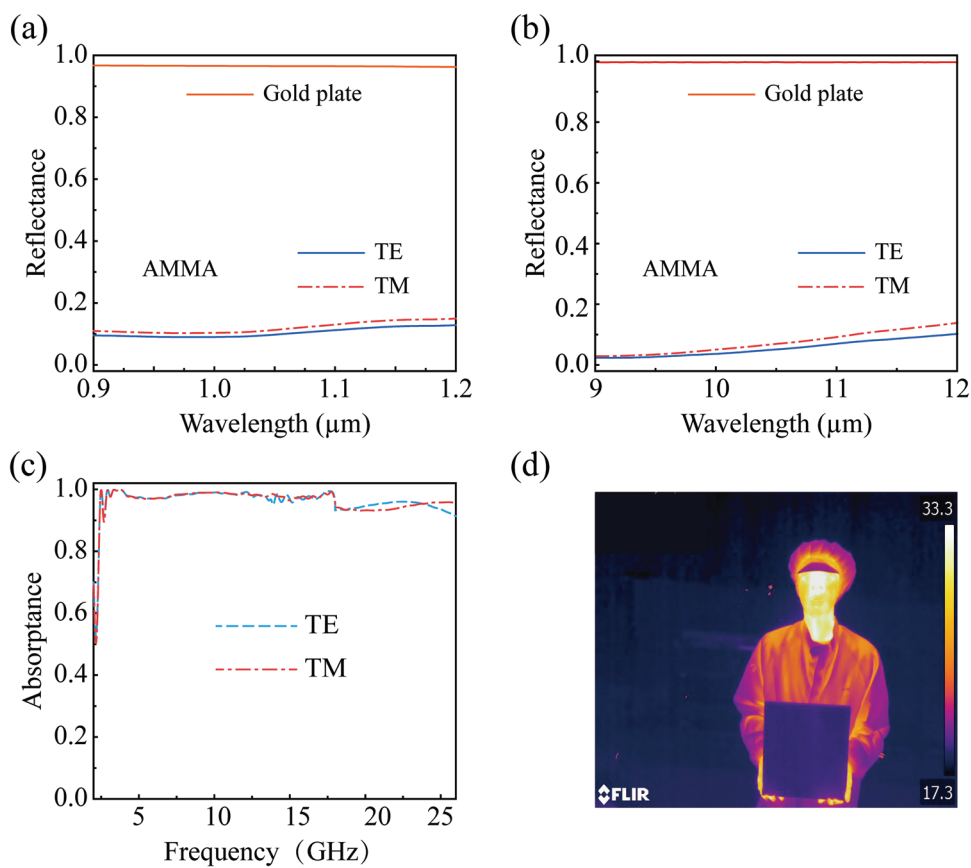 (a)
1.0
0.8
0.6
0.4
0.2
0.0
Reflectance
Gold plate
TE
AMMA
TM
0.9
1.0
1.1
1.2
Wavelength (µm)
(b)
1.0
0.8
0.6
0.4
0.2
0.0
Reflectance
Gold plate
TE
AMMA
TM
9
10
11
12
Wavelength (µm)
(c)
1.0
0.8
0.6
0.4
0.2
0.0
Absorptance
TE
TM
5
10
15
20
25
Frequency（GHz）
(d)
33.3
17.3
FLIR